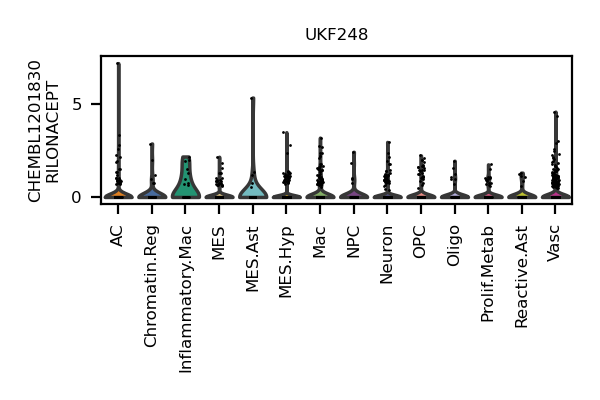 UKF248
CHEMBL1201830
RILONACEPT
5
0
AC
Chromatin.Reg
Inflammatory.Mac
MES
MES.Ast
MES.Hyp
Mac
NPC
Neuron
OPC
Oligo
Prolif.Metab
Reactive.Ast
Vasc